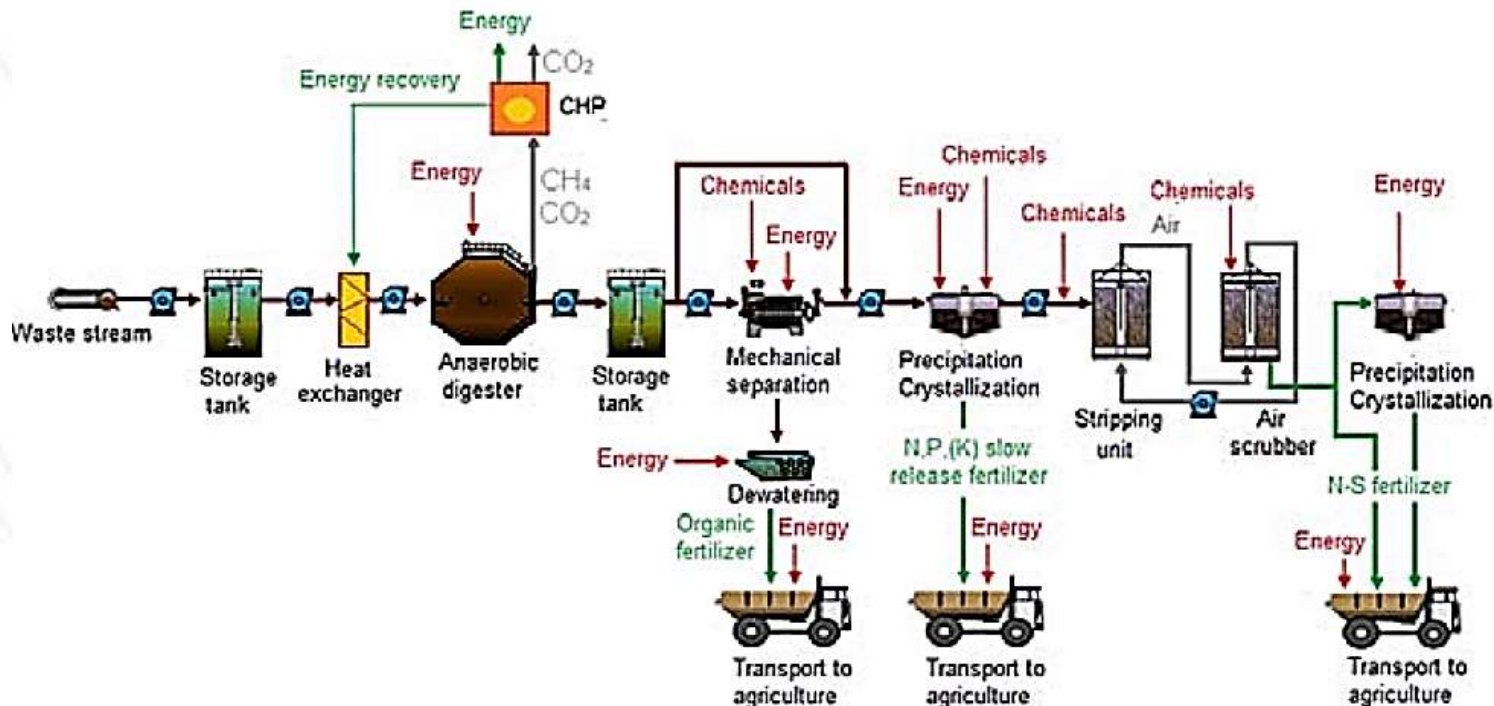 Energy
CO₂
Energy recovery
CHP
Energy
CH₄
CO₂
Chemicals
Energy
Energy
Chemicals
Chemicals
Chemicals
Air
Energy
Waste stream
Storage
tank
Heat
exchanger
Anaerobic
digester
Storage
tank
Mechanical
separation
Precipitation
Crystallization
Stripping
unit
Air
scrubber
Precipitation
Crystallization
Energy
Dewatering
N,P,(K) slow
release fertilizer
N-S fertilizer
Organic
fertilizer
Energy
Energy
Energy
Transport to
agriculture
Transport to
agriculture
Transport to
agriculture